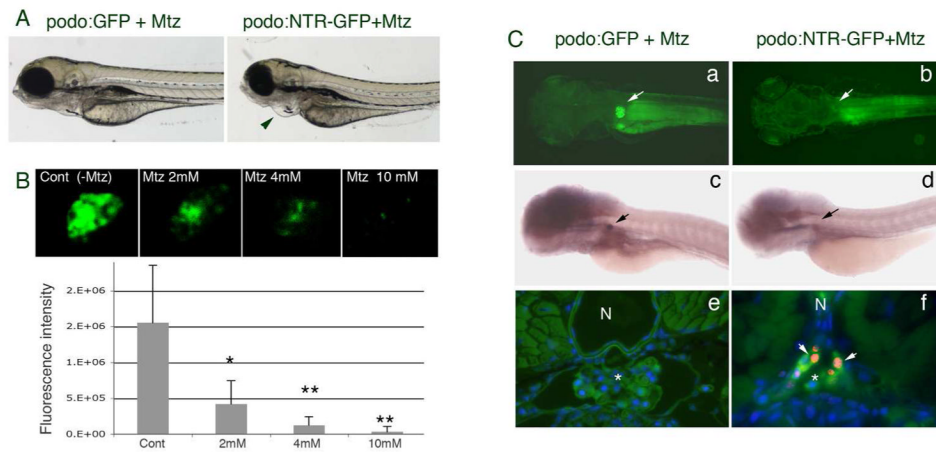 A
podo:GFP + Mtz
podo:NTR-GFP+Mtz
B
Cont (-Mtz)
Mtz 2mM
Mtz 4mM
Mtz 10 mM
Fluorescence intensity
2.E+06
2.E+06
1.E+06
5.E+05
0.E+00
*
**
**
Cont
2mM
4mM
10mM
C
podo:GFP + Mtz
podo:NTR-GFP+Mtz
a
b
c
d
N
e
*
N
f
*